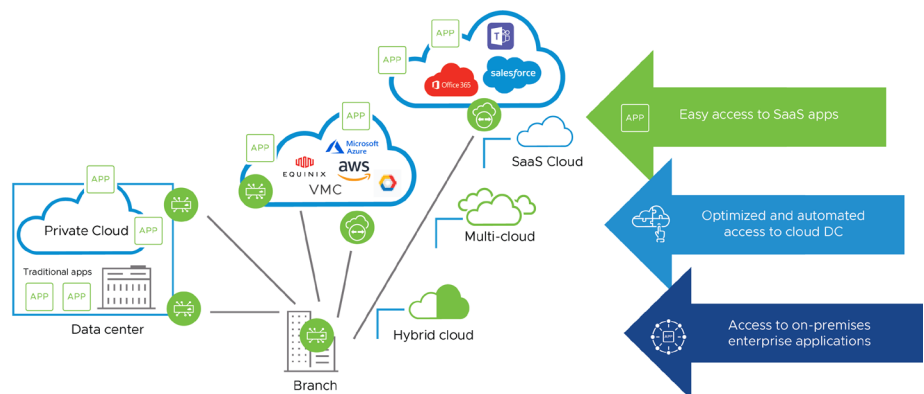 APP
APP
Office 365
salesforce
APP
APP
Microsoft
Azure
EQUINIX
aws
VMC
APP
Private Cloud
APP
Traditional apps
APP
APP
Data center
Branch
SaaS Cloud
Multi-cloud
Hybrid cloud
APP
Easy access to SaaS apps
Optimized and automated
access to cloud DC
APP
Access to on-premises
enterprise applications